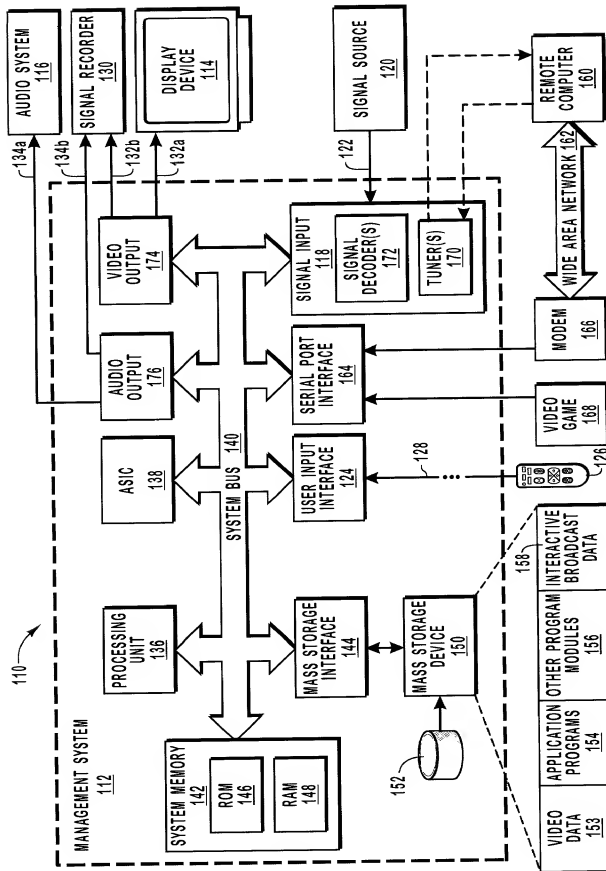 110
MANAGEMENT SYSTEM
112
SYSTEM MEMORY
142
ROM
146
RAM
148
PROCESSING
UNIT
136
ASIC
138
AUDIO OUTPUT
176
VIDEO OUTPUT
174
134a
134b
132b
132a
AUDIO SYSTEM
116
SIGNAL RECORDER
130
DISPLAY
DEVICE
114
SYSTEM BUS
140
MASS STORAGE
INTERFACE
144
USER INPUT
INTERFACE
124
SERIAL PORT
INTERFACE
164
SIGNAL INPUT
118
SIGNAL
DECODER(S)
172
TUNER(S)
170
122
SIGNAL SOURCE
120
MASS STORAGE
DEVICE
150
152
128
126
VIDEO
GAME
168
MODEM
166
WIDE AREA NETWORK
162
REMOTE
COMPUTER
160
VIDEO
DATA
153
APPLICATION
PROGRAMS
154
OTHER PROGRAM
MODULES
156
158
INTERACTIVE
BROADCAST
DATA